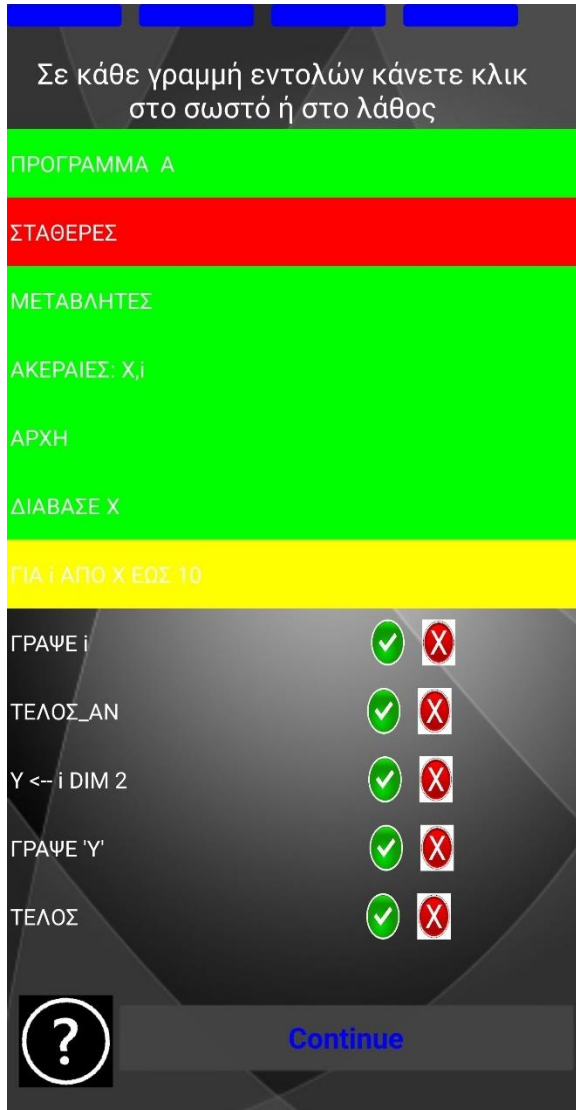 Σε κάθε γραμμή εντολών κάνετε κλικ
στο σωστό ή στο λάθος
ΠΡΟΓΡΑΜΜΑ Α
ΣΤΑΘΕΡΕΣ
ΜΕΤΑΒΛΗΤΕΣ
ΑΚΕΡΑΙΕΣ: Χ,i
ΑΡΧΗ
ΔΙΑΒΑΣΕ Χ
ΓΙΑ i ΑΠΟ Χ ΕΩΣ 10
ΓΡΑΨΕ i
ΤΕΛΟΣ_ΑΝ
Υ <-- i DIM 2
ΓΡΑΨΕ 'Υ'
ΤΕΛΟΣ
?
Continue